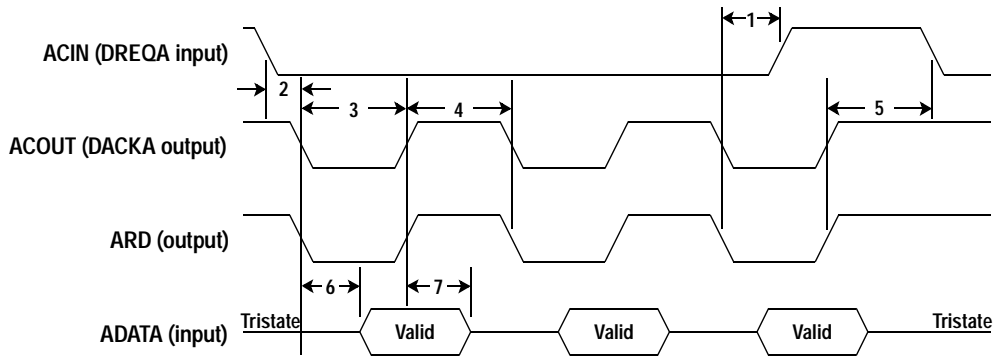 1
ACIN (DREQA input)
2
3
4
5
ACOUT (DACKA output)
ARD (output)
6
7
Tristate
Tristate
ADATA (input)
Valid
Valid
Valid